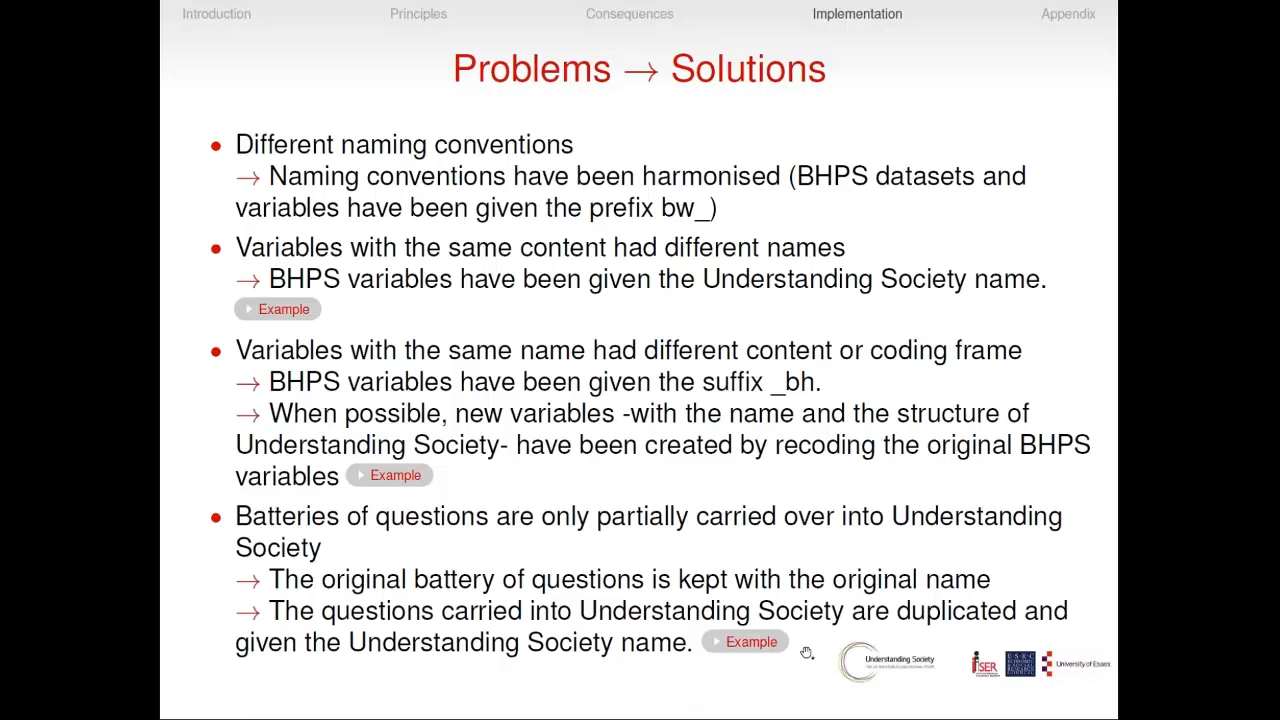 Introduction Principles Consequences Implementation Appendix
Problems → Solutions
• Different naming conventions
→ Naming conventions have been harmonised (BHPS datasets and
variables have been given the prefix bw_)
• Variables with the same content had different names
→ BHPS variables have been given the Understanding Society name.
Example
• Variables with the same name had different content or coding frame
→ BHPS variables have been given the suffix _bh.
→ When possible, new variables -with the name and the structure of
Understanding Society- have been created by recoding the original BHPS
variables Example
• Batteries of questions are only partially carried over into Understanding
Society
→ The original battery of questions is kept with the original name
→ The questions carried into Understanding Society are duplicated and
given the Understanding Society name. Example
Understanding Society
ISER
E·S·R·C
ECONOMIC
& SOCIAL
RESEARCH
COUNCIL
University of Essex